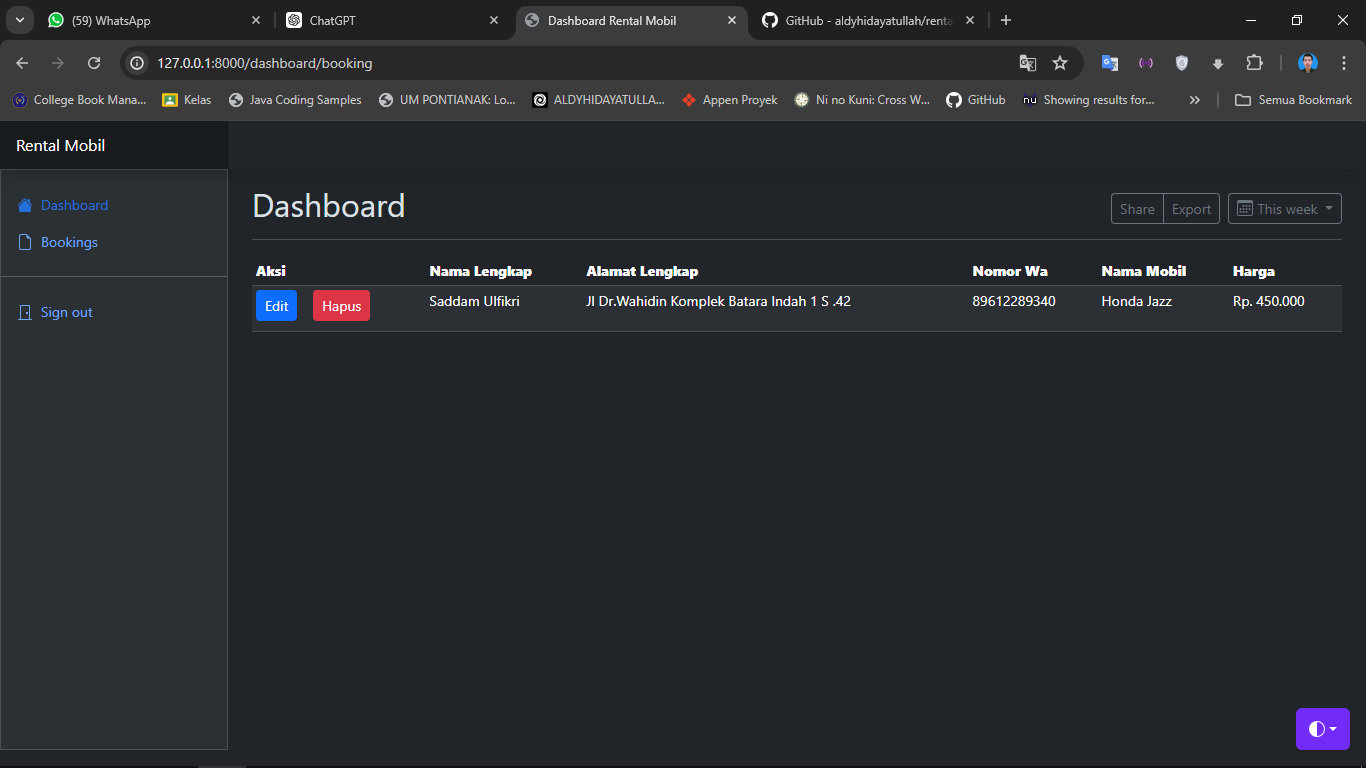 (59) WhatsApp
ChatGPT
Dashboard Rental Mobil
GitHub - aldyhidayatullah/renta
127.0.0.1:8000/dashboard/booking
College Book Mana...
Kelas
Java Coding Samples
UM PONTIANAK: Lo...
ALDYHIDAYATULLA...
Appen Proyek
Ni no Kuni: Cross W...
GitHub
nu
Showing results for...
Semua Bookmark
Rental Mobil
Dashboard
Bookings
Sign out
Dashboard
Share Export This week
Aksi Nama Lengkap Alamat Lengkap Nomor Wa Nama Mobil Harga
Edit Hapus Saddam Ulfikri Jl Dr.Wahidin Komplek Batara Indah 1 S .42 89612289340 Honda Jazz Rp. 450.000